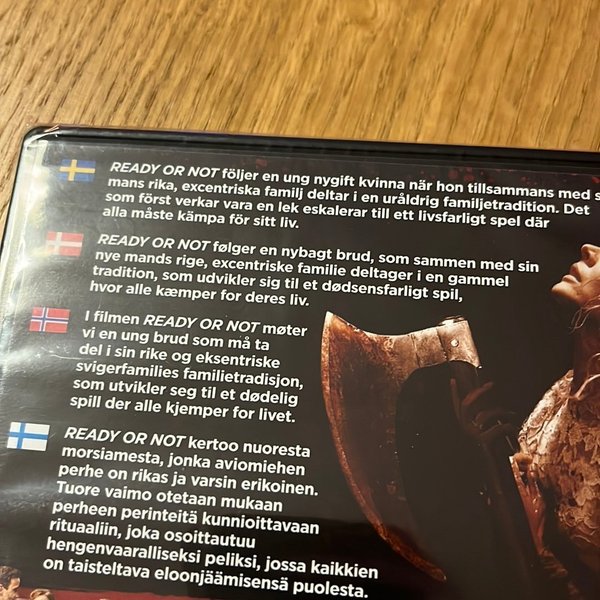 READY OR NOT följer en ung nygift kvinna när hon tillsammans med
mans rika, excentriska familj deltar i en uråldrig familjetradition. Det
som först verkar vara en lek eskalerar till ett livsfarligt spel där
alla måste kämpa för sitt liv.
READY OR NOT følger en nybagt brud, som sammen med sin
nye mands rige, excentriske familie deltager i en gammel
tradition, som udvikler sig til et dødsensfarligt spil,
hvor alle kæmper for deres liv.
I filmen READY OR NOT møter
vi en ung brud som må ta
del i sin rike og eksentriske
svigerfamilies familietradisjon,
som utvikler seg til et dødelig
spill der alle kjemper for livet.
READY OR NOT kertoo nuoresta
morsiamesta, jonka aviomiehen
perhe on rikas ja varsin erikoinen.
Tuore vaimo otetaan mukaan
perheen perinteitä kunnioittavaan
rituaaliin, joka osoittautuu
hengenvaaralliseksi peliksi, jossa kaikkien
on taisteltava eloonjäämisensä puolesta.